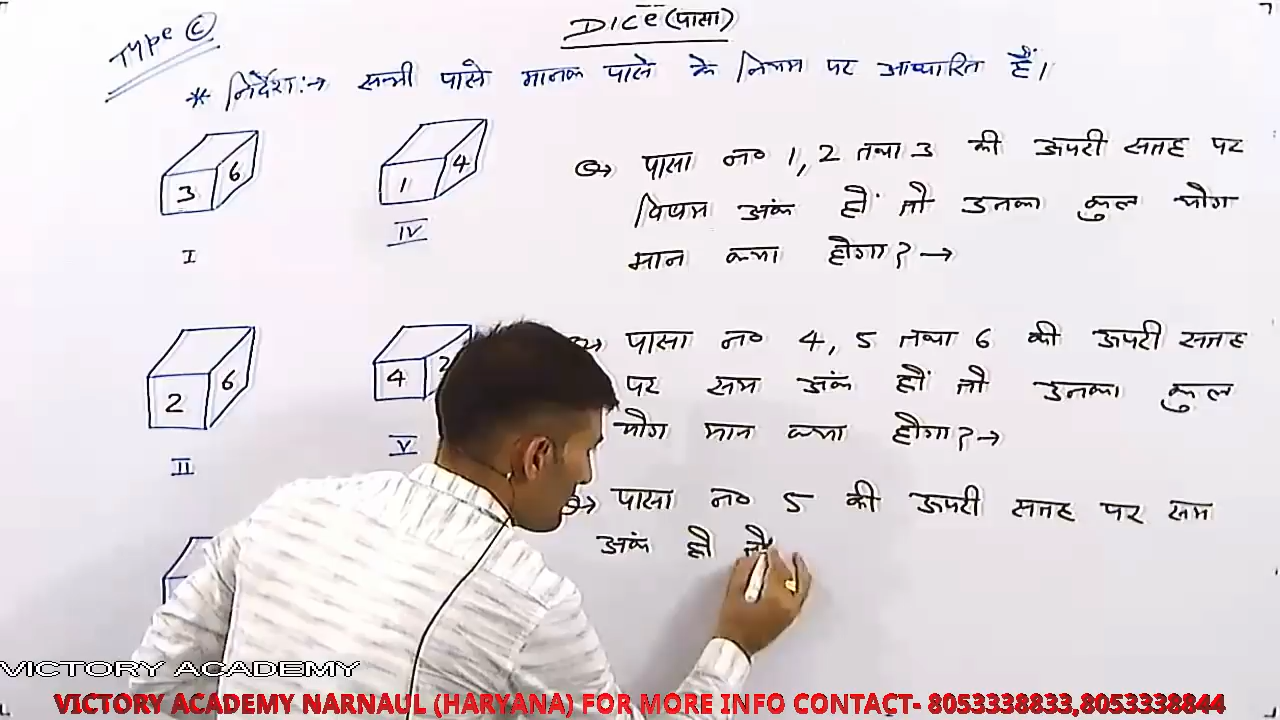 Type ©
DICE (पासा)
* निर्देश:→ सभी पासे मानक पासे के नियम पर आधारित हैं।
3 6
I
1 4
IV
2 6
II
4 2
V
Q→ पासा न० 1, 2 तथा 3 की ऊपरी सतह पर
विषम अंक हों तो उनका कुल योग
मान क्या होगा? →
पासा न० 4, 5 तथा 6 की ऊपरी सतह
पर सम अंक हों तो उनका कुल
योग मान क्या होगा? →
पासा न० 5 की ऊपरी सतह पर सम
अंक हो तो
VICTORY ACADEMY
VICTORY ACADEMY NARNAUL (HARYANA) FOR MORE INFO CONTACT- 8053338833,8053338844